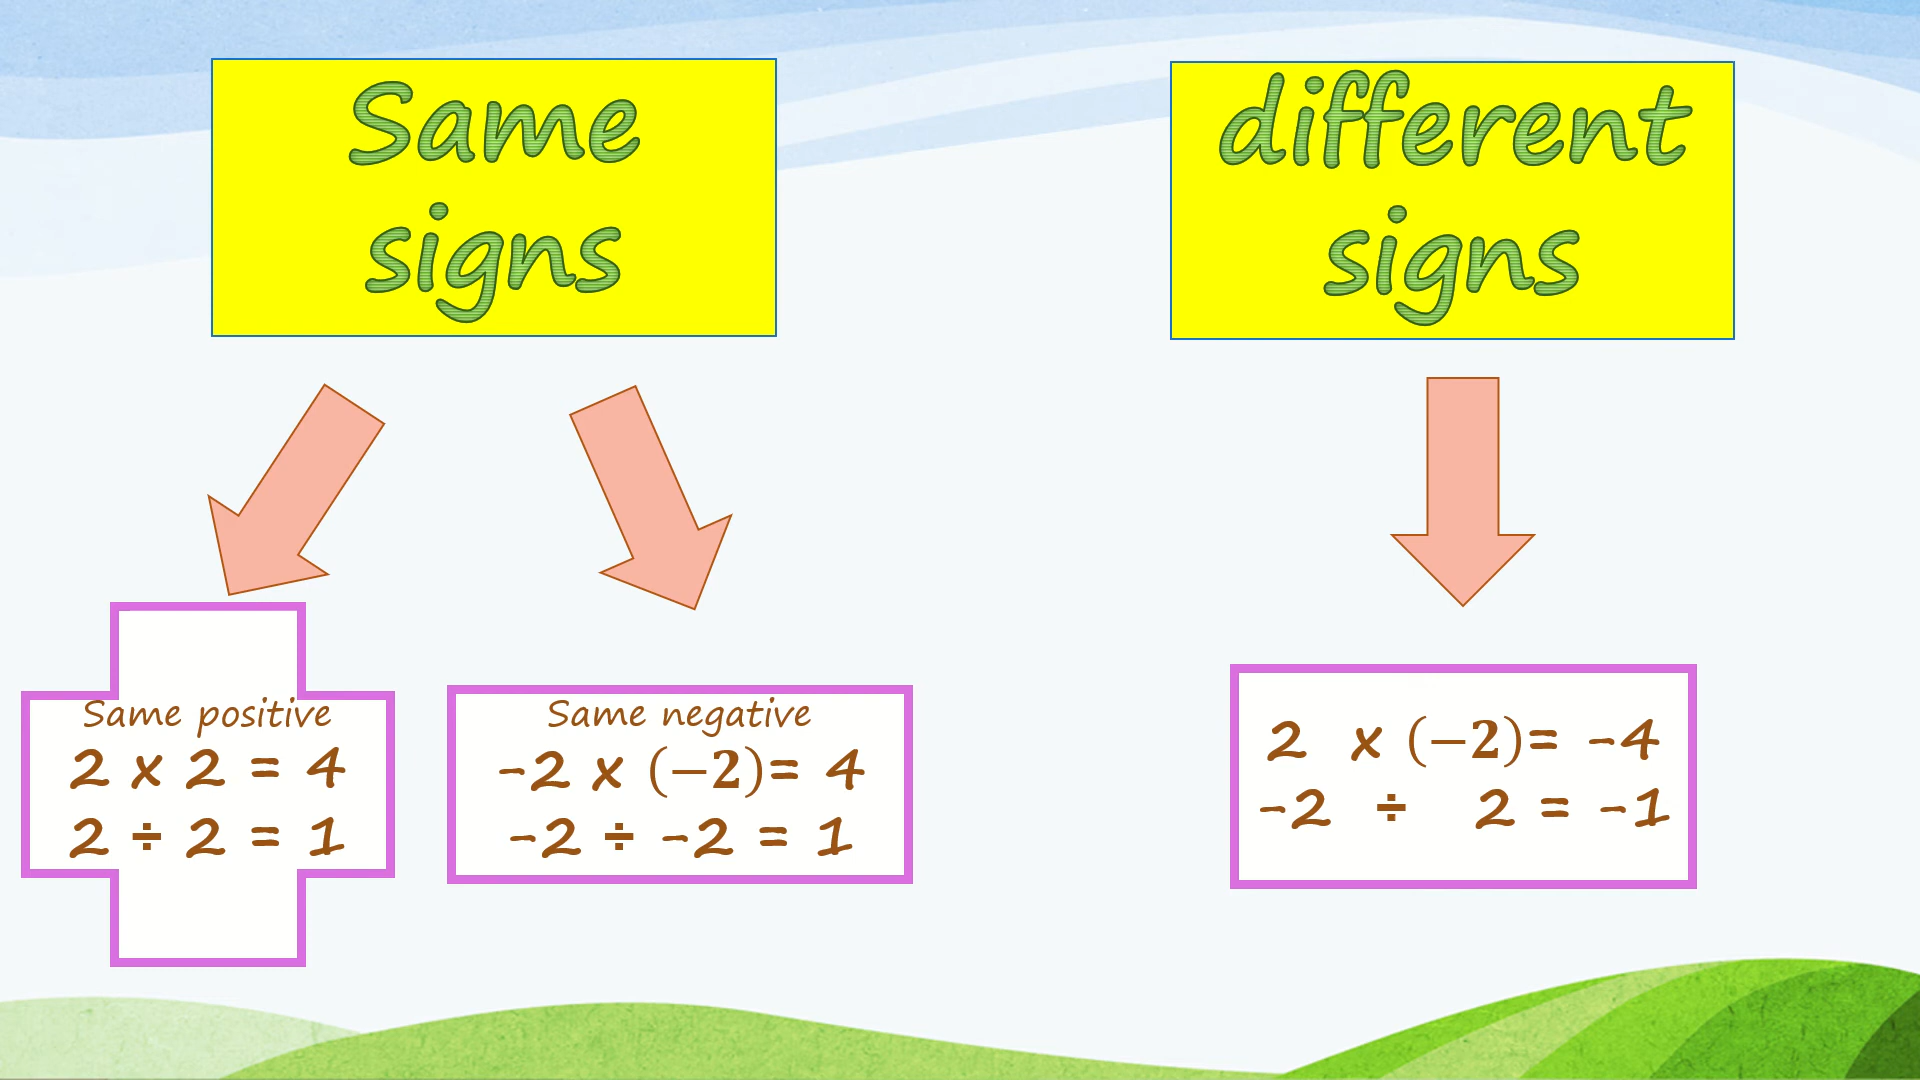 Same
signs
different
signs
Same positive
2 x 2 = 4
2 ÷ 2 = 1
Same negative
-2 x (−2)= 4
-2 ÷ -2 = 1
2 x (−2)= -4
-2 ÷ 2 = -1